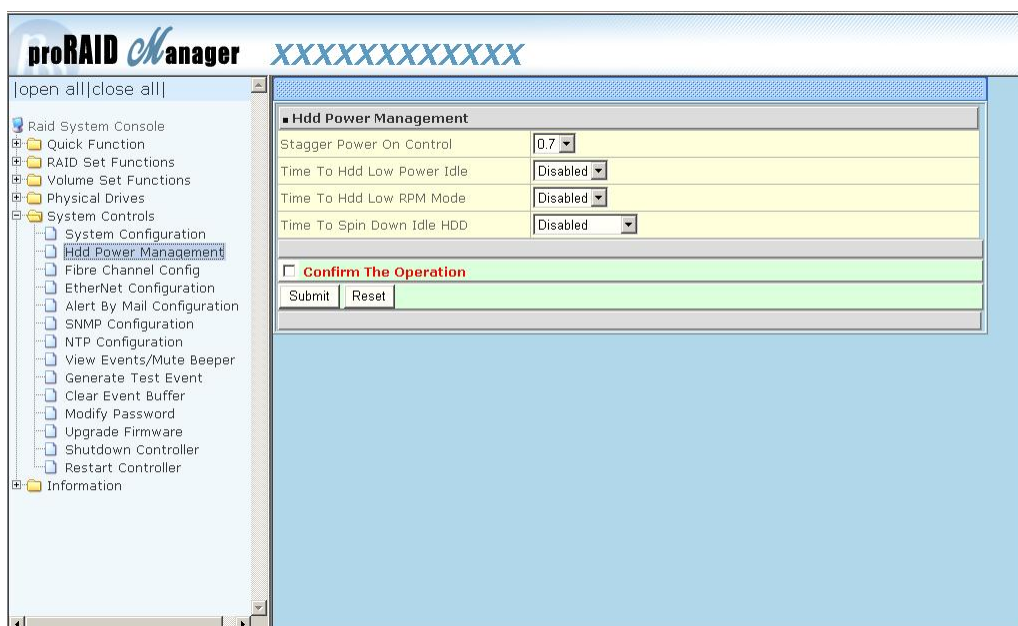 proRAID Manager XXXXXXXXXXXX
|open all|close all|
Raid System Console
Quick Function
RAID Set Functions
Volume Set Functions
Physical Drives
System Controls
System Configuration
Hdd Power Management
Fibre Channel Config
EtherNet Configuration
Alert By Mail Configuration
SNMP Configuration
NTP Configuration
View Events/Mute Beeper
Generate Test Event
Clear Event Buffer
Modify Password
Upgrade Firmware
Shutdown Controller
Restart Controller
Information
Hdd Power Management
Stagger Power On Control 0.7
Time To Hdd Low Power Idle Disabled
Time To Hdd Low RPM Mode Disabled
Time To Spin Down Idle HDD Disabled
Confirm The Operation
Submit Reset